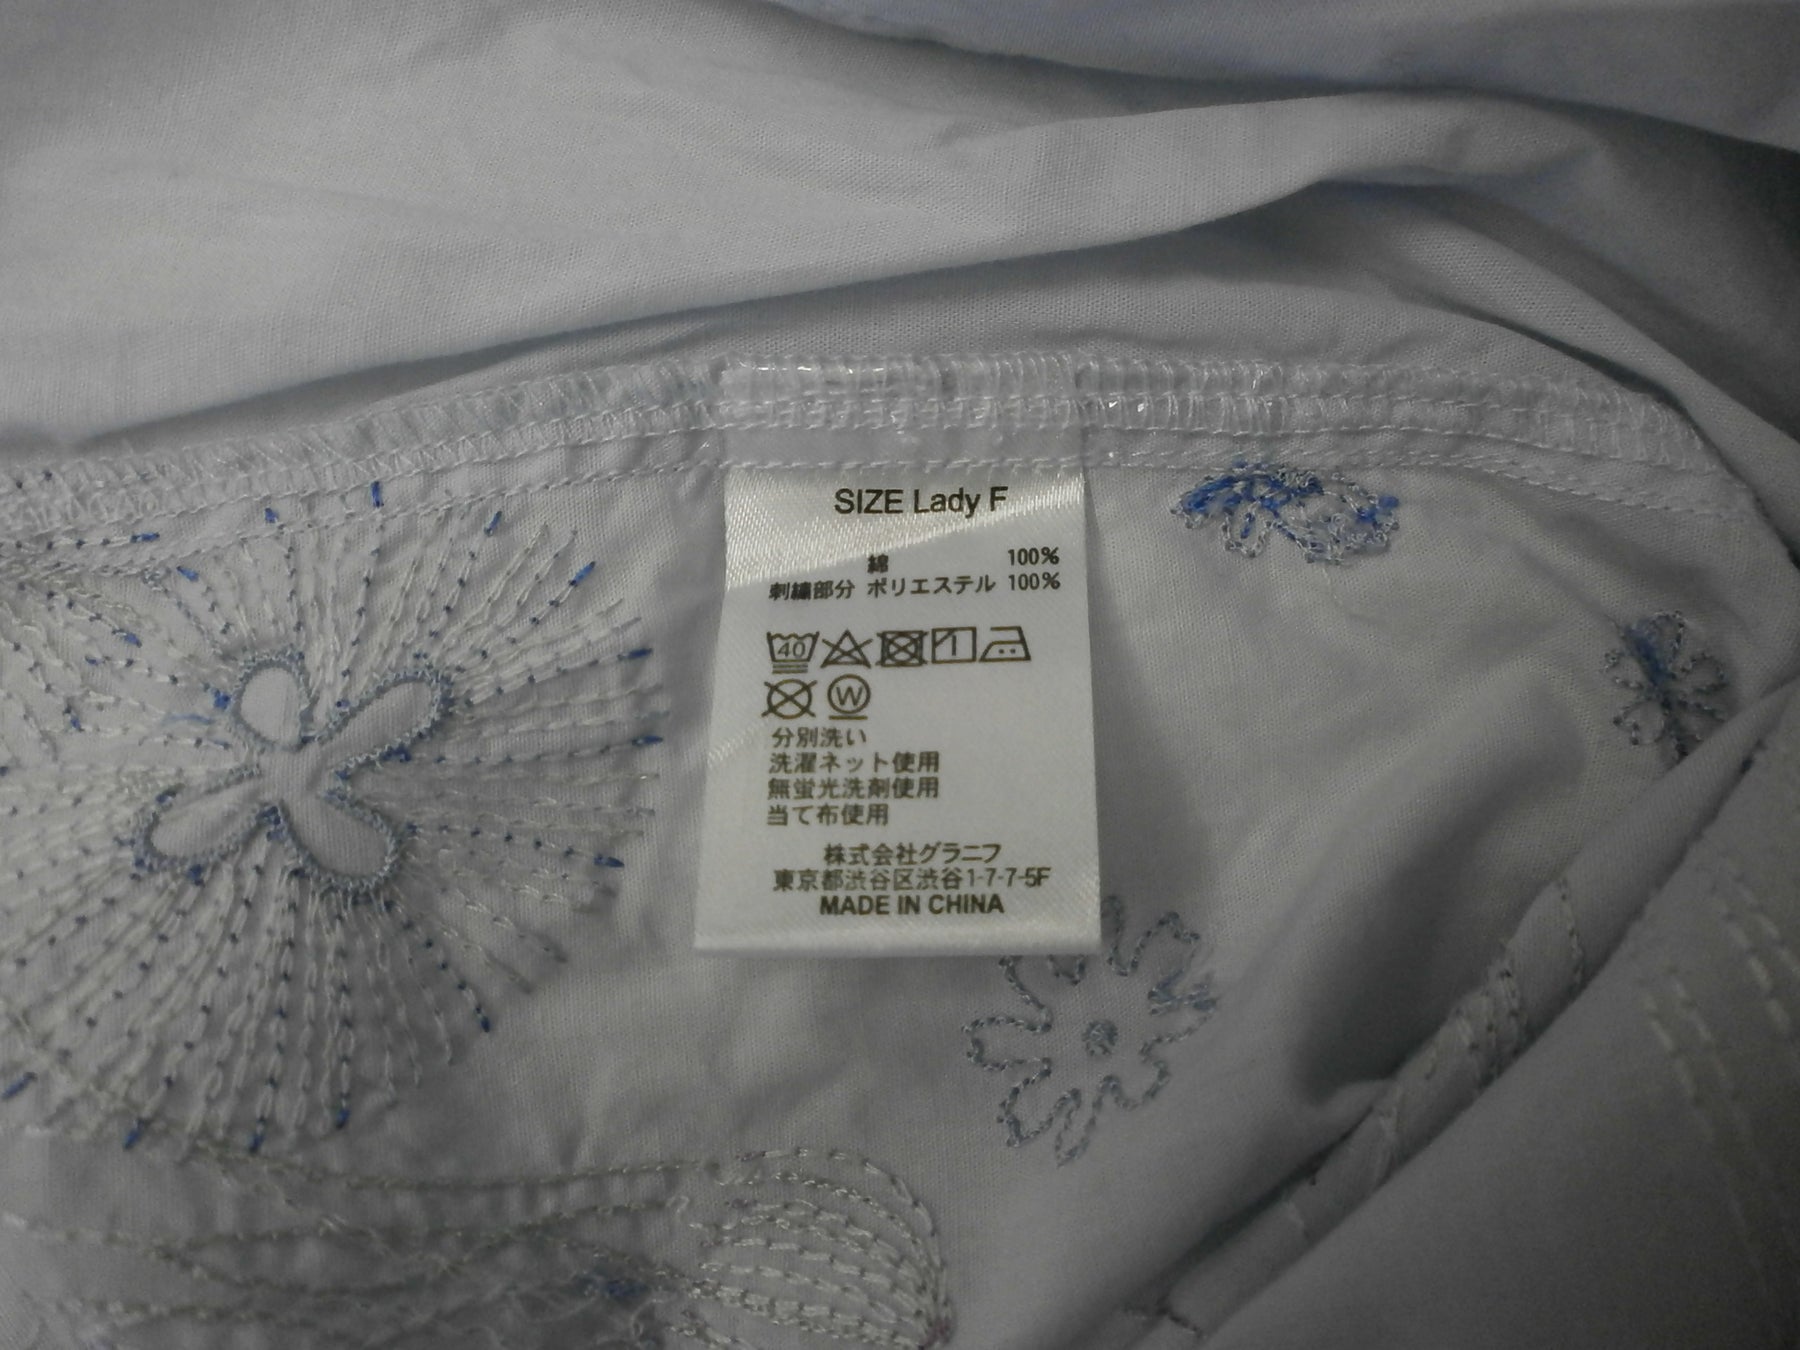 SIZE Lady F
綿 100%
刺繍部分 ポリエステル 100%
40
W
分別洗い
洗濯ネット使用
無蛍光洗剤使用
当て布使用
株式会社グラニフ
東京都渋谷区渋谷1-7-7-5F
MADE IN CHINA